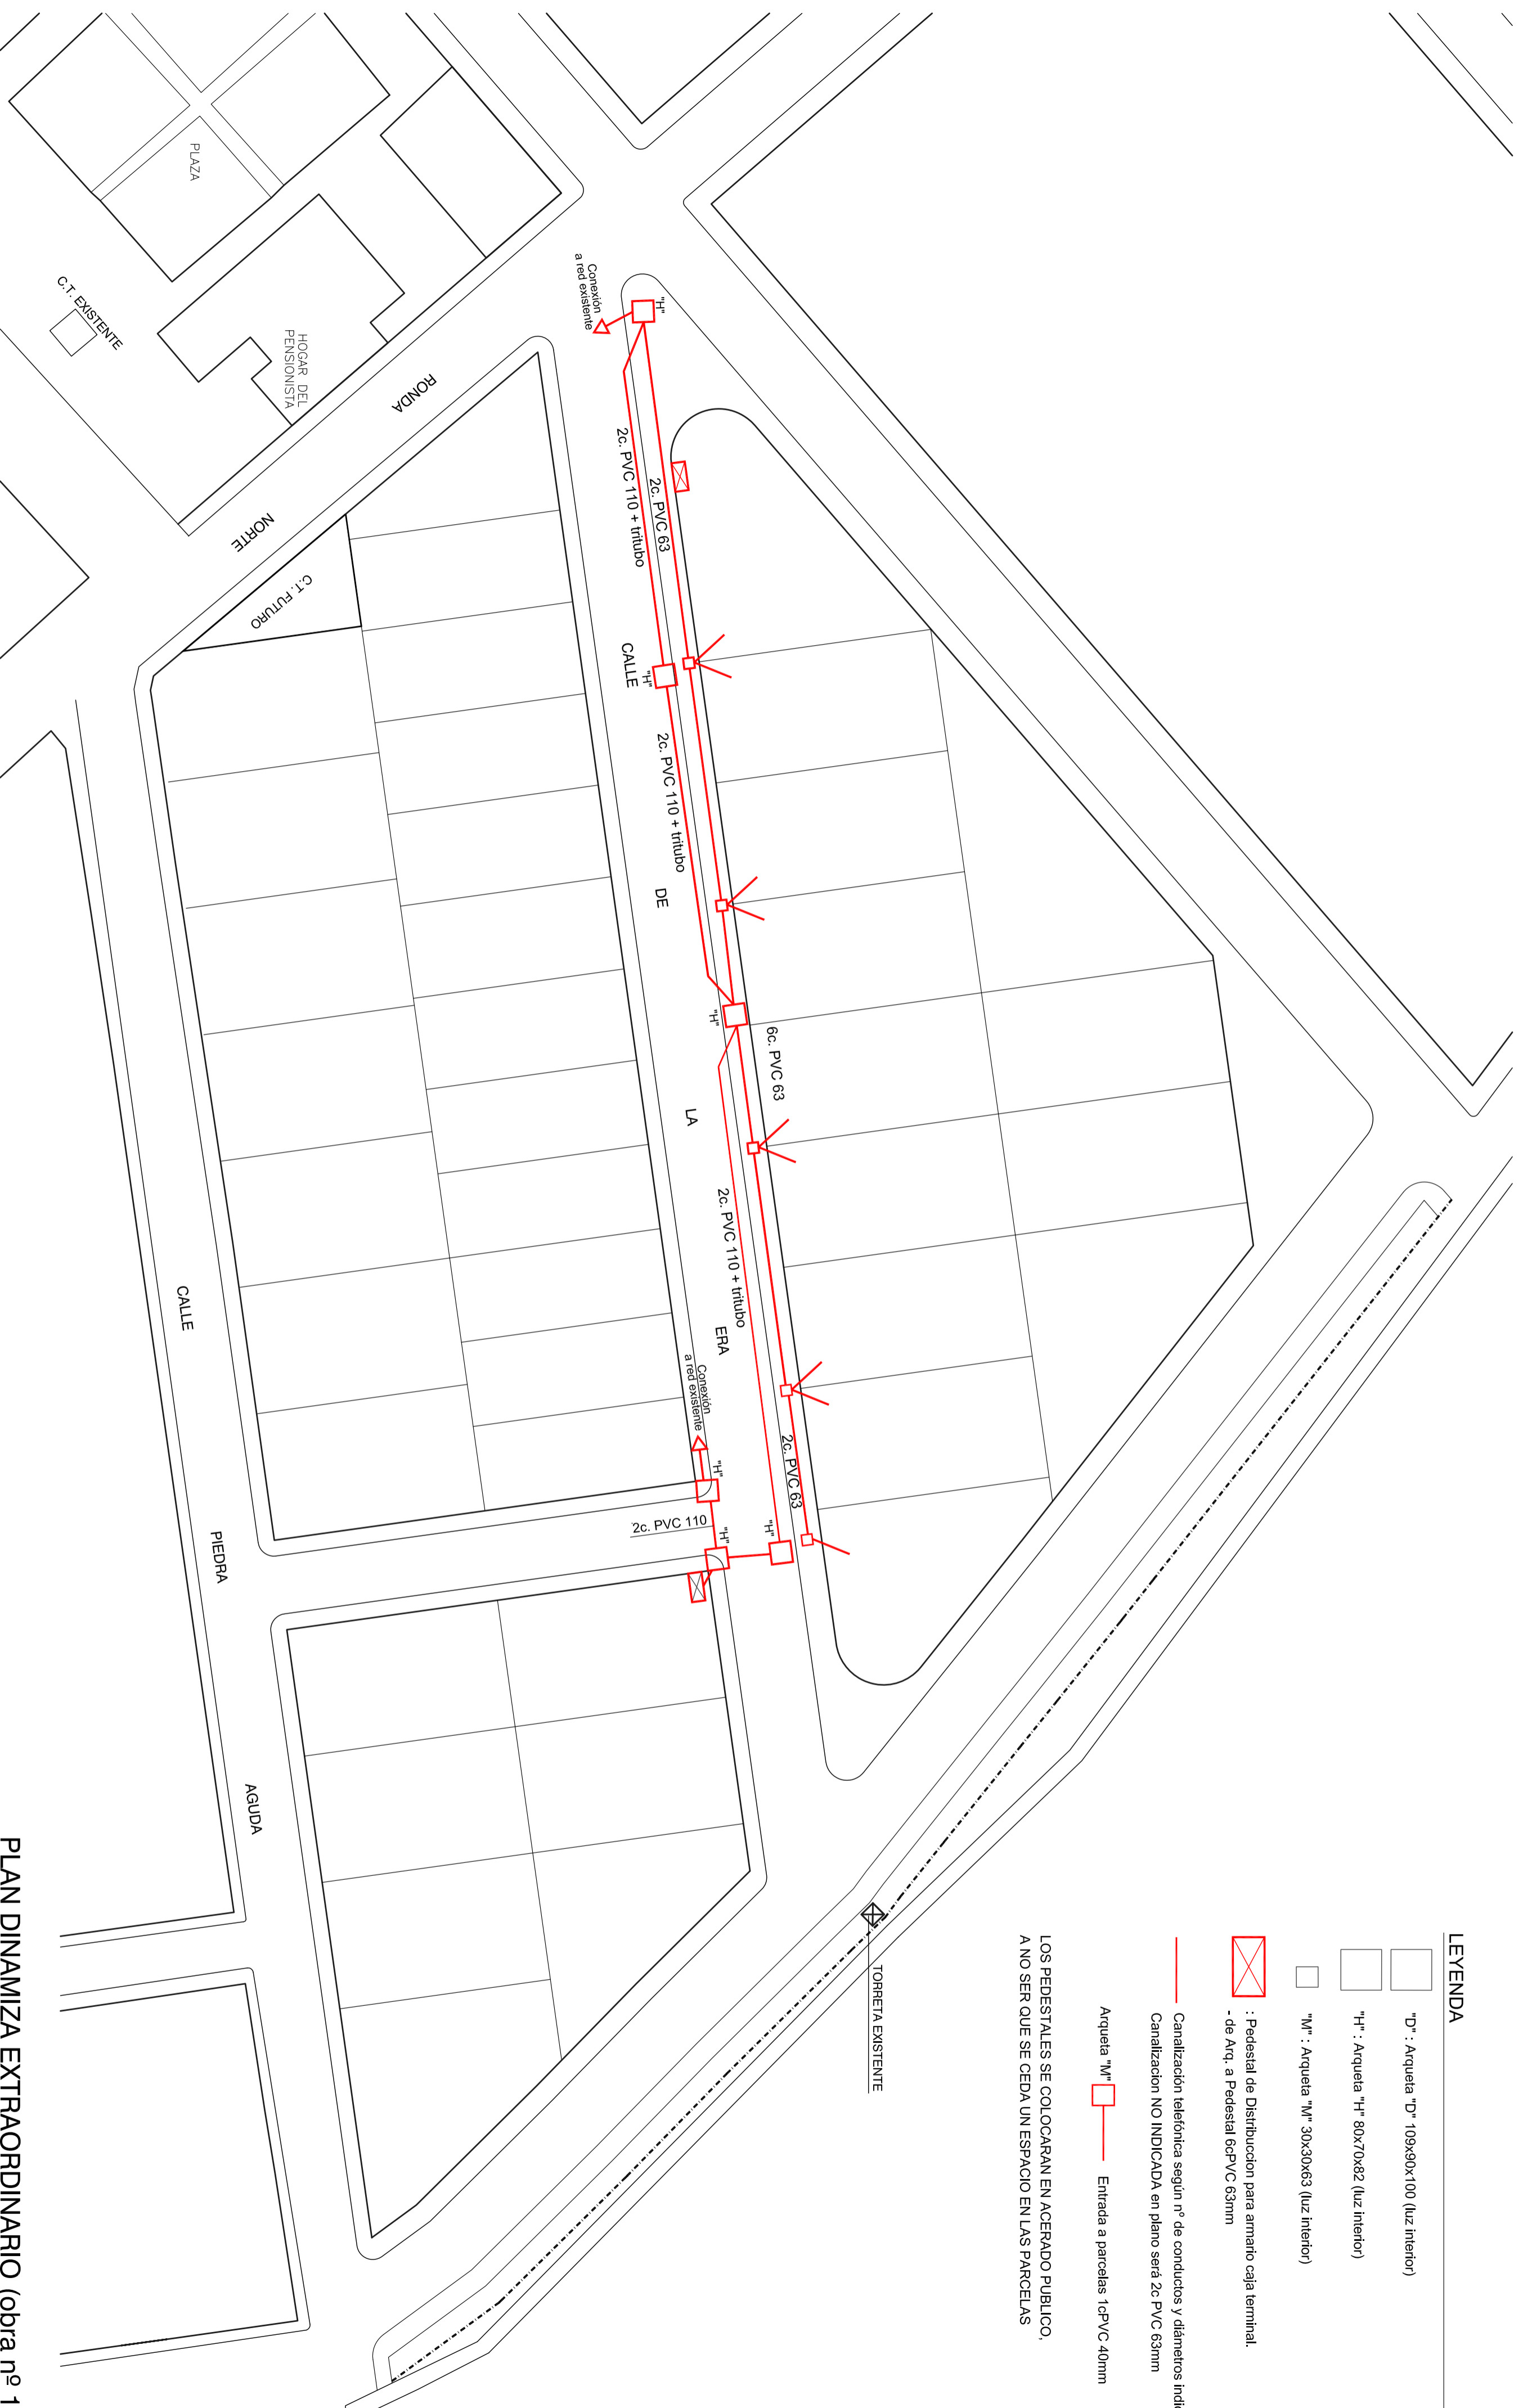 PLAZA
C.T. EXISTENTE
HOGAR DEL
PENSIONISTA
RONDA
NORTE
C.T. FUTURO
Conexión
a red existente
"H"
2c. PVC 63
2c. PVC 110 + tritubo
CALLE
"H"
2c. PVC 110 + tritubo
DE
"H"
6c. PVC 63
LA
2c. PVC 110 + tritubo
ERA
Conexión
a red existente
"H"
2c. PVC 63
2c. PVC 110
"H"
"H"
CALLE
PIEDRA
AGUDA
TORRETA EXISTENTE
LEYENDA
"D" : Arqueta "D" 109x90x100 (luz interior)
"H" : Arqueta "H" 80x70x82 (luz interior)
"M" : Arqueta "M" 30x30x63 (luz interior)
: Pedestal de Distribuccion para armario caja terminal.
- de Arq. a Pedestal 6cPVC 63mm
Canalización telefónica según nº de conductos y diámetros indi
Canalizacion NO INDICADA en plano será 2c PVC 63mm
Arqueta "M" Entrada a parcelas 1cPVC 40mm
LOS PEDESTALES SE COLOCARAN EN ACERADO PUBLICO,
A NO SER QUE SE CEDA UN ESPACIO EN LAS PARCELAS
PLAN DINAMIZA EXTRAORDINARIO (obra nº 1